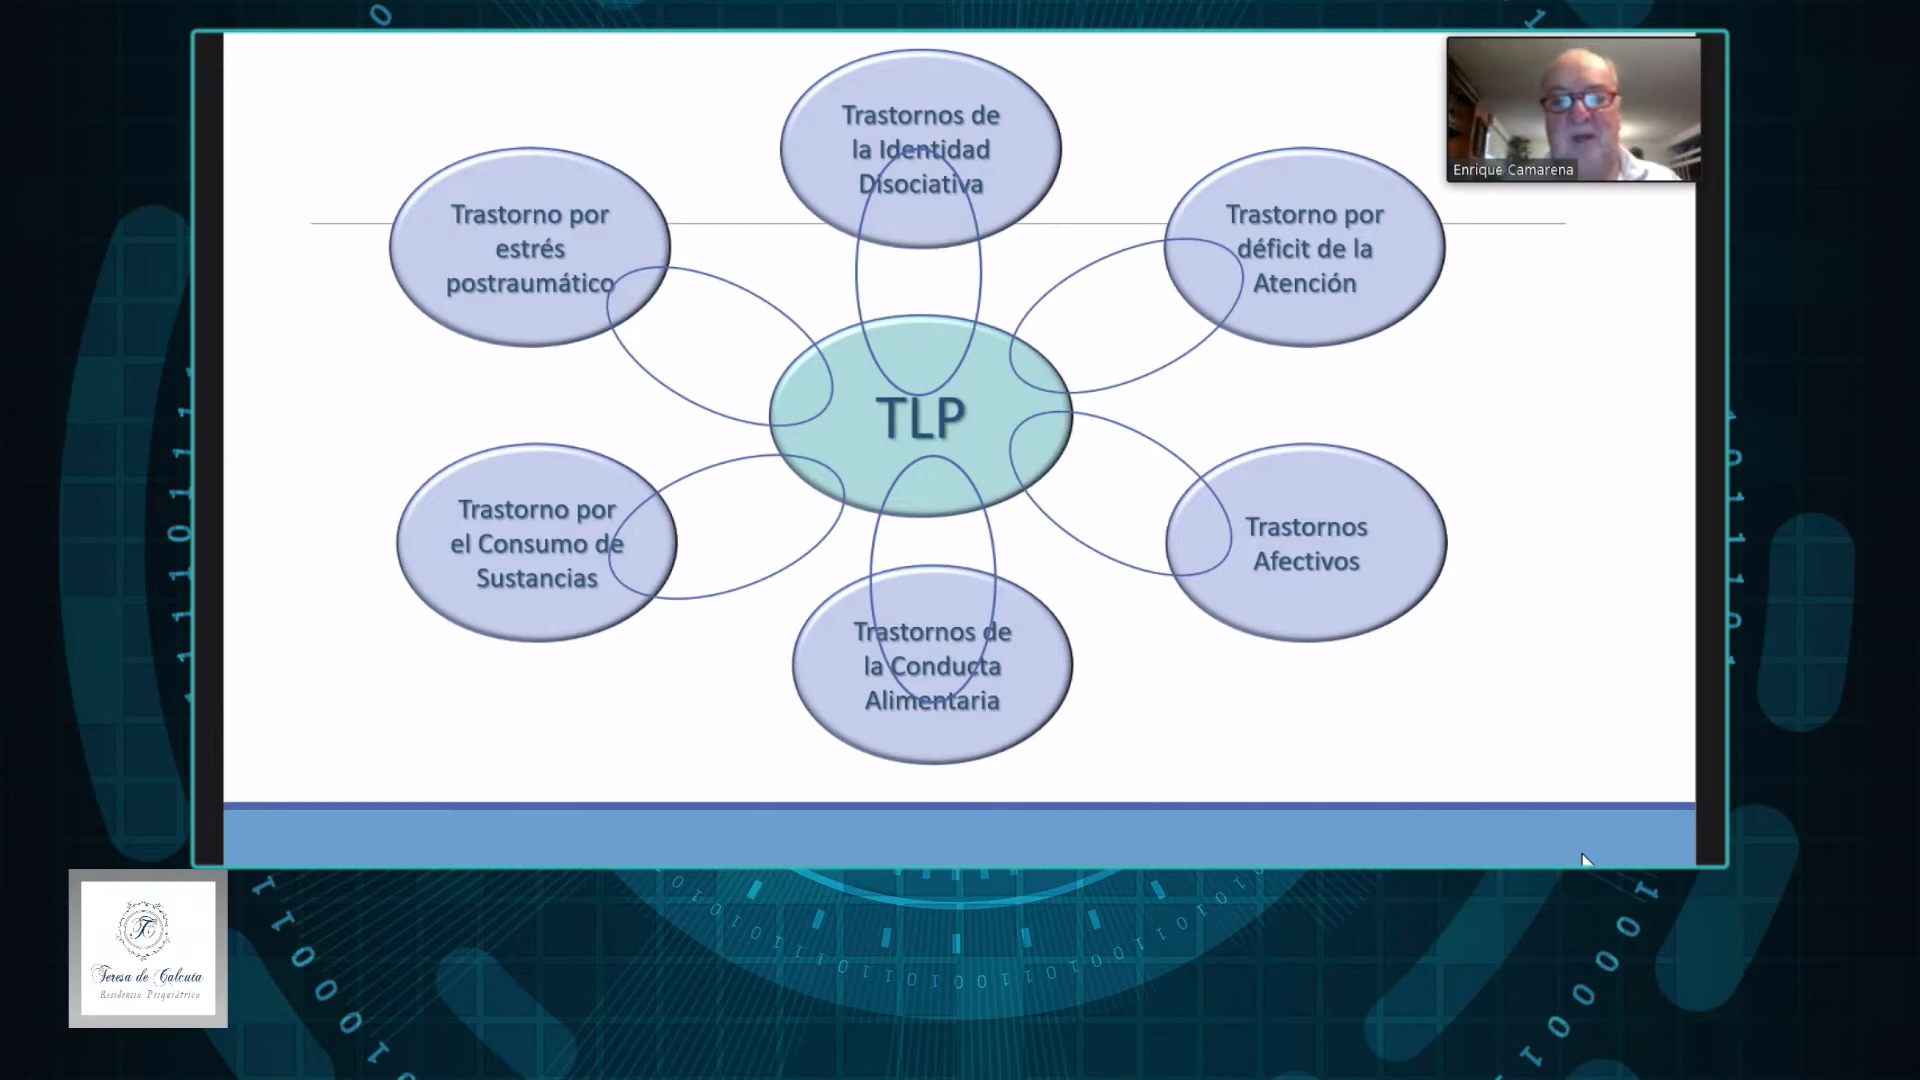 Trastornos de
la Identidad
Disociativa
Trastorno por
estrés
postraumático
Trastorno por
déficit de la
Atención
TLP
Trastorno por
el Consumo de
Sustancias
Trastornos
Afectivos
Trastornos de
la Conducta
Alimentaria
Enrique Camarena
TC
Teresa de Calcuta
Residencia Psiquiátrica